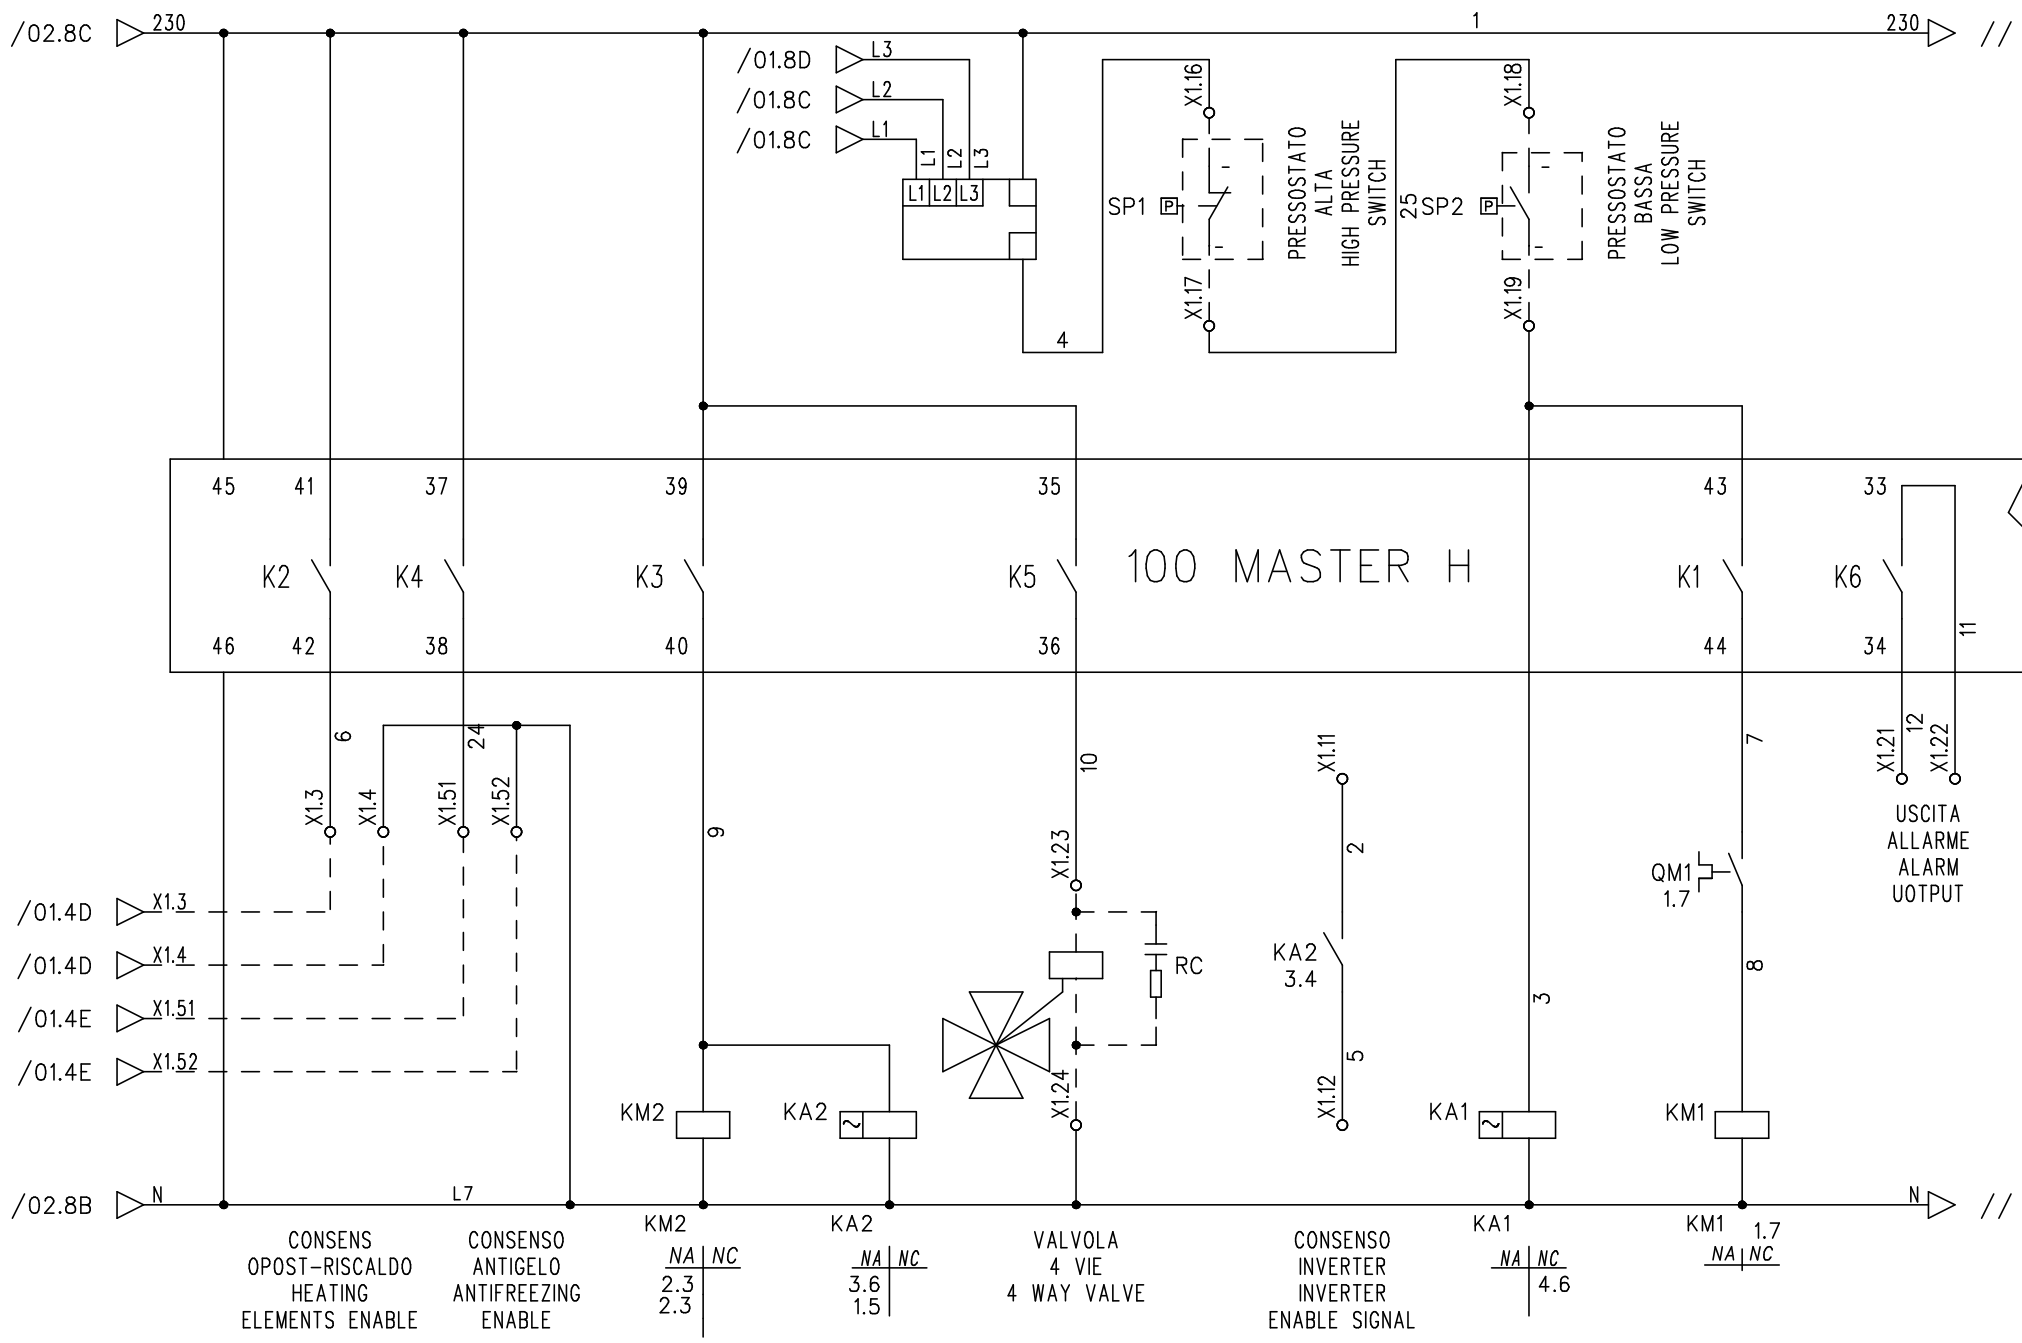 /02.8C
230
1
230
//
/01.8D
L3
/01.8C
L2
/01.8C
L1
L1
L2
L3
L1
L2
L3
4
X1.16
SP1
P
X1.17
PRESSOSTATO
ALTA
HIGH PRESSURE
SWITCH
25
X1.18
SP2
P
X1.19
PRESSOSTATO
BASSA
LOW PRESSURE
SWITCH
45
41
37
39
35
43
33
K2
K4
K3
K5
100 MASTER H
K1
K6
11
46
42
38
40
36
44
34
6
24
9
10
X1.11
7
X1.21
12
X1.22
X1.3
X1.4
X1.51
X1.52
USCITA
ALLARME
ALARM
UOTPUT
X1.23
2
QM1
1.7
/01.4D
X1.3
/01.4D
X1.4
/01.4E
X1.51
/01.4E
X1.52
RC
KA2
3.4
3
8
5
X1.24
X1.12
KM2
KA2
KA1
KM1
/02.8B
N
L7
N
//
CONSENS
OPOST-RISCALDO
HEATING
ELEMENTS ENABLE
CONSENSO
ANTIGELO
ANTIFREEZING
ENABLE
KM2
NA NC
2.3
2.3
KA2
NA NC
3.6
1.5
VALVOLA
4 VIE
4 WAY VALVE
CONSENSO
INVERTER
INVERTER
ENABLE SIGNAL
KA1
NA NC
4.6
KM1 1.7
NA NC